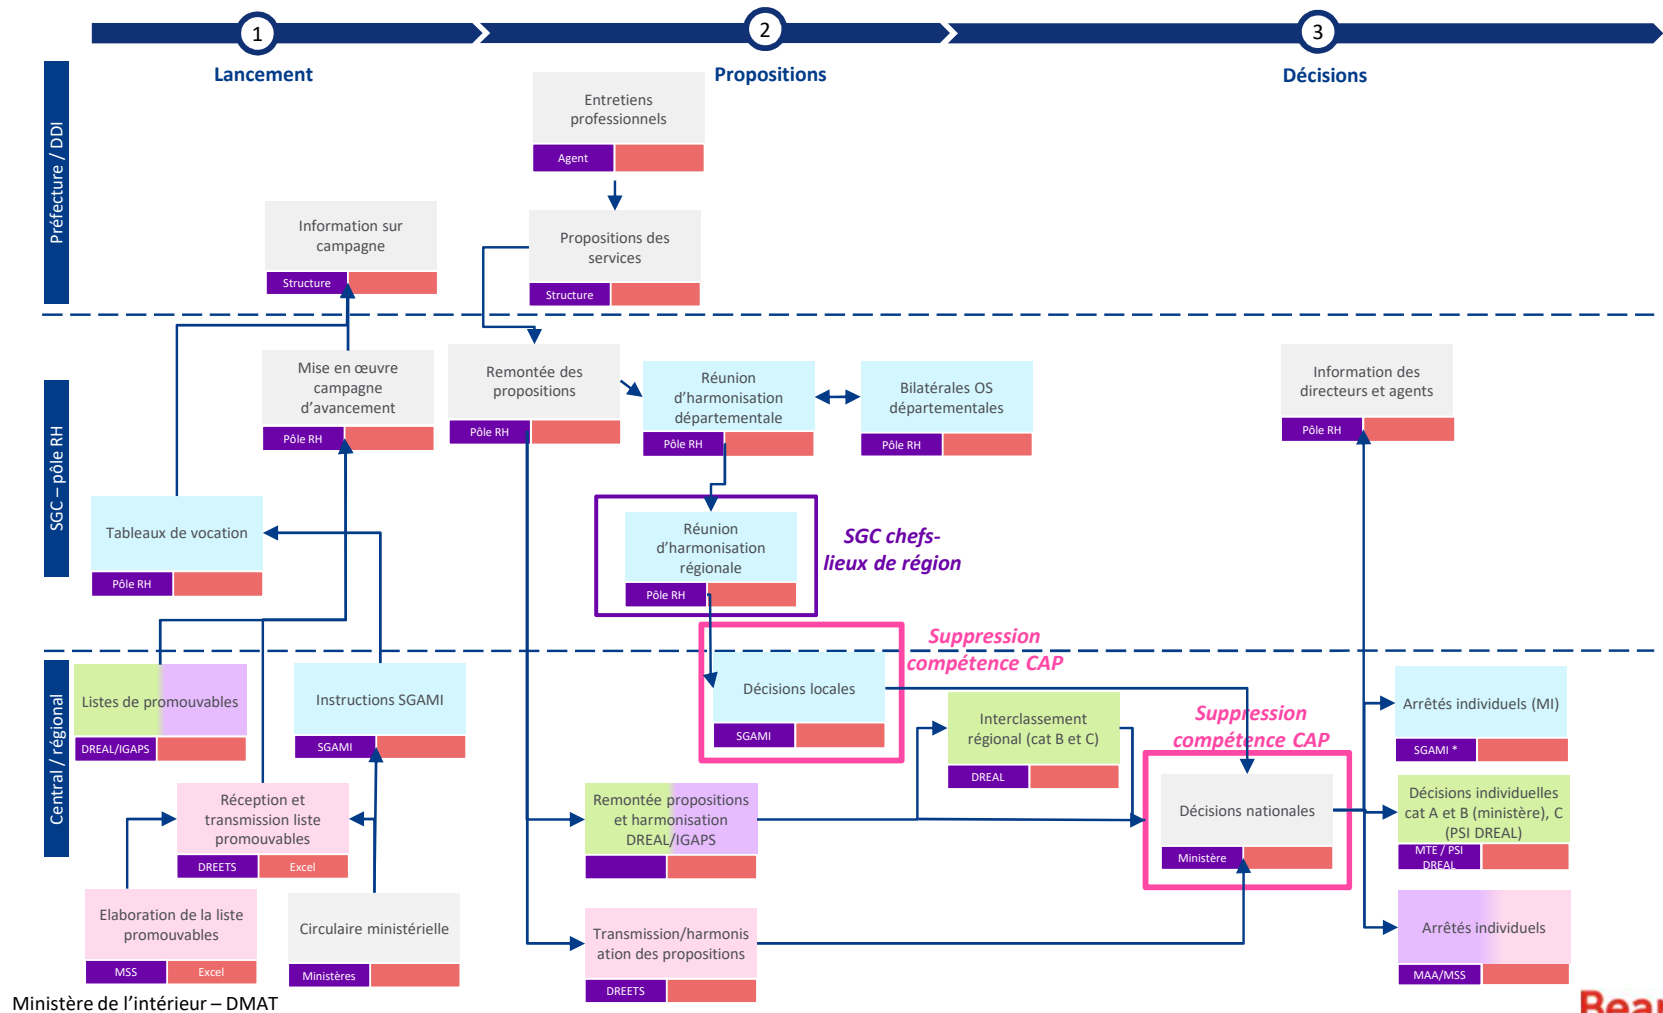 1
2
3
Lancement
Propositions
Décisions
Préfecture / DDI
Entretiens
professionnels
Agent
Information sur
campagne
Structure
Propositions des
services
Structure
SGC – pôle RH
Mise en œuvre
campagne
d'avancement
Pôle RH
Remontée des
propositions
Pôle RH
Réunion
d'harmonisation
départementale
Pôle RH
Bilatérales OS
départementales
Pôle RH
Information des
directeurs et agents
Pôle RH
Tableaux de vocation
Pôle RH
Réunion
d'harmonisation
régionale
Pôle RH
SGC chefs-
lieux de région
Central / régional
Suppression
compétence CAP
Listes de promouvables
DREAL/IGAPS
Instructions SGAMI
SGAMI
Décisions locales
SGAMI
Interclassement
régional (cat B et C)
DREAL
Suppression
compétence CAP
Arrêtés individuels (MI)
SGAMI *
Réception et
transmission liste
promouvables
DREETS
Excel
Remontée propositions
et harmonisation
DREAL/IGAPS
Décisions nationales
Ministère
Décisions individuelles
cat A et B (ministère), C
(PSI DREAL)
MTE / PSI
DREAL
Elaboration de la liste
promouvables
MSS
Excel
Circulaire ministérielle
Ministères
Transmission/harmonis
ation des propositions
DREETS
Arrêtés individuels
MAA/MSS
Ministère de l'intérieur – DMAT